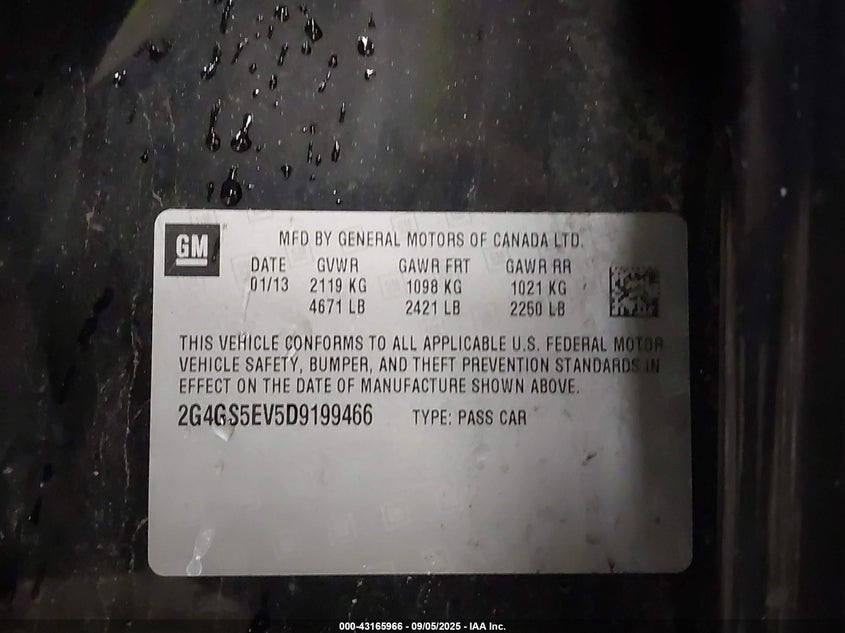 GM
MFD BY GENERAL MOTORS OF CANADA LTD.
DATE GVWR GAWR FRT GAWR RR
01/13 2119 KG 1098 KG 1021 KG
4671 LB 2421 LB 2250 LB
THIS VEHICLE CONFORMS TO ALL APPLICABLE U.S. FEDERAL MOTOR
VEHICLE SAFETY, BUMPER, AND THEFT PREVENTION STANDARDS IN
EFFECT ON THE DATE OF MANUFACTURE SHOWN ABOVE.
2G4GS5EV5D9199466 TYPE: PASS CAR
000-43165966 - 09/05/2025 - IAA Inc.